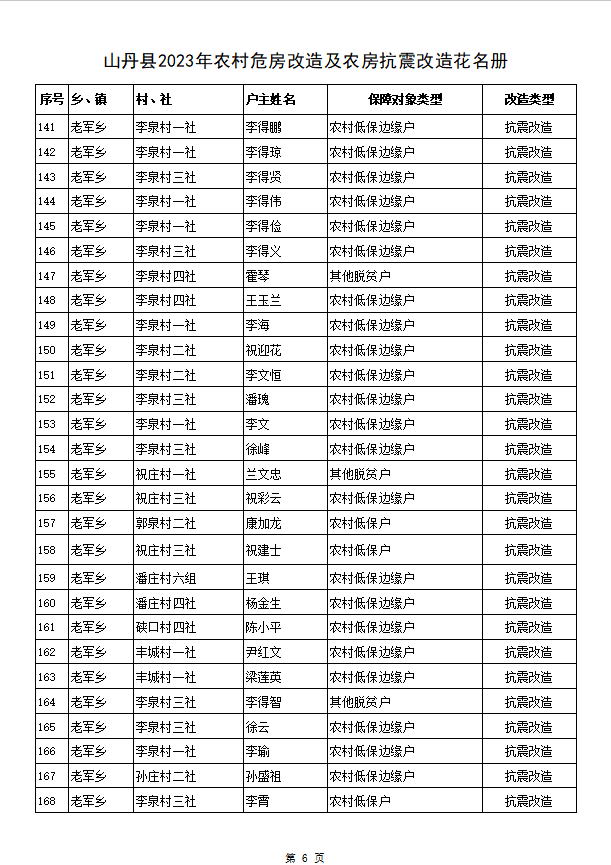 山丹县2023年农村危房改造及农房抗震改造花名册
序号 乡、镇 村、社 户主姓名 保障对象类型 改造类型
141 老军乡 李泉村一社 李得鹏 农村低保边缘户 抗震改造
142 老军乡 李泉村一社 李得琼 农村低保边缘户 抗震改造
143 老军乡 李泉村三社 李得贤 农村低保边缘户 抗震改造
144 老军乡 李泉村一社 李得伟 农村低保边缘户 抗震改造
145 老军乡 李泉村一社 李得俭 农村低保边缘户 抗震改造
146 老军乡 李泉村三社 李得义 农村低保边缘户 抗震改造
147 老军乡 李泉村四社 霍琴 其他脱贫户 抗震改造
148 老军乡 李泉村四社 王玉兰 农村低保边缘户 抗震改造
149 老军乡 李泉村一社 李海 农村低保边缘户 抗震改造
150 老军乡 李泉村二社 祝迎花 农村低保边缘户 抗震改造
151 老军乡 李泉村二社 李文恒 农村低保边缘户 抗震改造
152 老军乡 李泉村三社 潘瑰 农村低保边缘户 抗震改造
153 老军乡 李泉村一社 李文 农村低保边缘户 抗震改造
154 老军乡 李泉村三社 徐峰 农村低保边缘户 抗震改造
155 老军乡 祝庄村一社 兰文忠 其他脱贫户 抗震改造
156 老军乡 祝庄村三社 祝彩云 农村低保边缘户 抗震改造
157 老军乡 郭泉村二社 康加龙 农村低保户 抗震改造
158 老军乡 祝庄村三社 祝建士 农村低保户 抗震改造
159 老军乡 潘庄村六组 王琪 农村低保边缘户 抗震改造
160 老军乡 潘庄村四社 杨金生 农村低保边缘户 抗震改造
161 老军乡 硖口村四社 陈小平 农村低保边缘户 抗震改造
162 老军乡 丰城村一社 尹红文 农村低保边缘户 抗震改造
163 老军乡 丰城村一社 梁莲英 农村低保边缘户 抗震改造
164 老军乡 李泉村三社 李得智 其他脱贫户 抗震改造
165 老军乡 李泉村三社 徐云 农村低保边缘户 抗震改造
166 老军乡 李泉村一社 李瑜 农村低保边缘户 抗震改造
167 老军乡 孙庄村二社 孙盛祖 农村低保边缘户 抗震改造
168 老军乡 李泉村三社 李霄 农村低保户 抗震改造
第 6 页